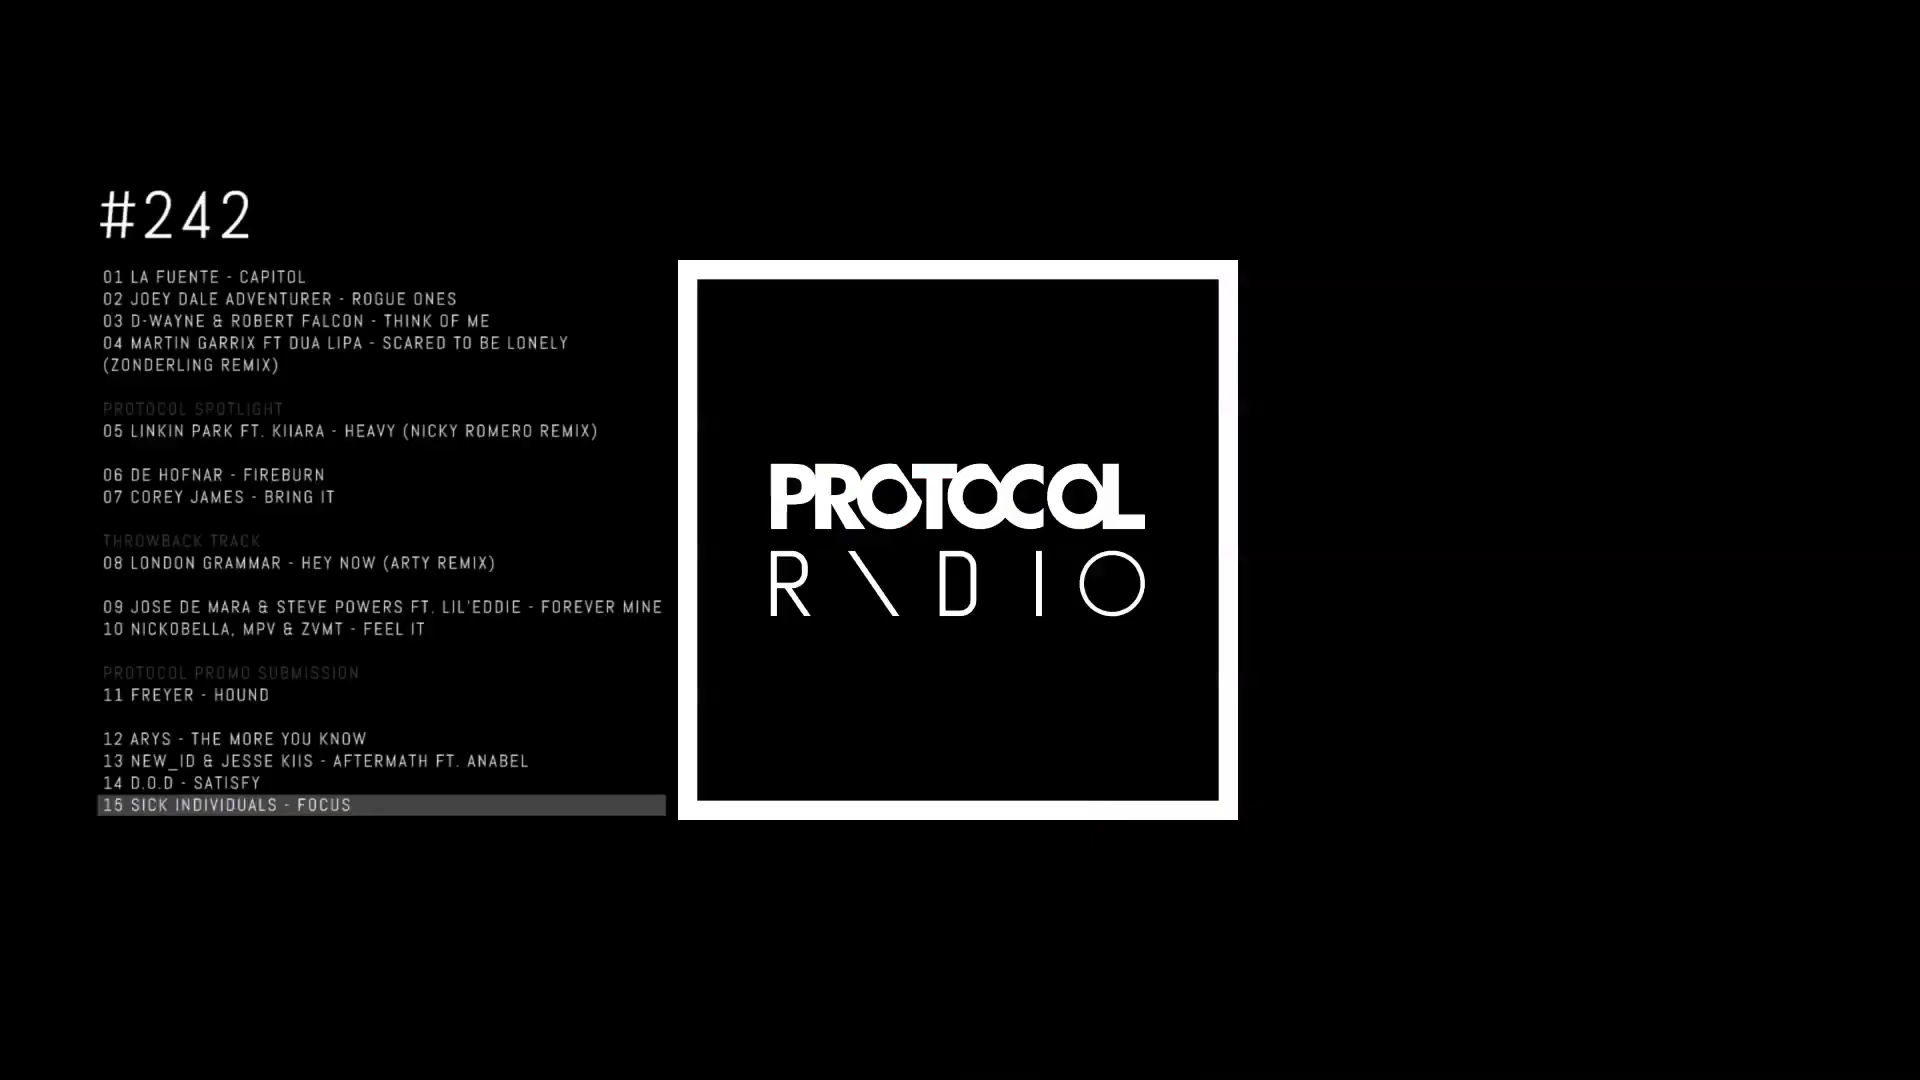 #242
01 LA FUENTE - CAPITOL
02 JOEY DALE ADVENTURER - ROGUE ONES
03 D-WAYNE & ROBERT FALCON - THINK OF ME
04 MARTIN GARRIX FT DUA LIPA - SCARED TO BE LONELY
(ZONDERLING REMIX)
PROTOCOL SPOTLIGHT
05 LINKIN PARK FT. KIIARA - HEAVY (NICKY ROMERO REMIX)
06 DE HOFNAR - FIREBURN
07 COREY JAMES - BRING IT
THROWBACK TRACK
08 LONDON GRAMMAR - HEY NOW (ARTY REMIX)
09 JOSE DE MARA & STEVE POWERS FT. LIL'EDDIE - FOREVER MINE
10 NICKOBELLA, MPV & ZVMT - FEEL IT
PROTOCOL PROMO SUBMISSION
11 FREYER - HOUND
12 ARYS - THE MORE YOU KNOW
13 NEW_ID & JESSE KIIS - AFTERMATH FT. ANABEL
14 D.O.D - SATISFY
15 SICK INDIVIDUALS - FOCUS
PROTOCOL
R\DIO